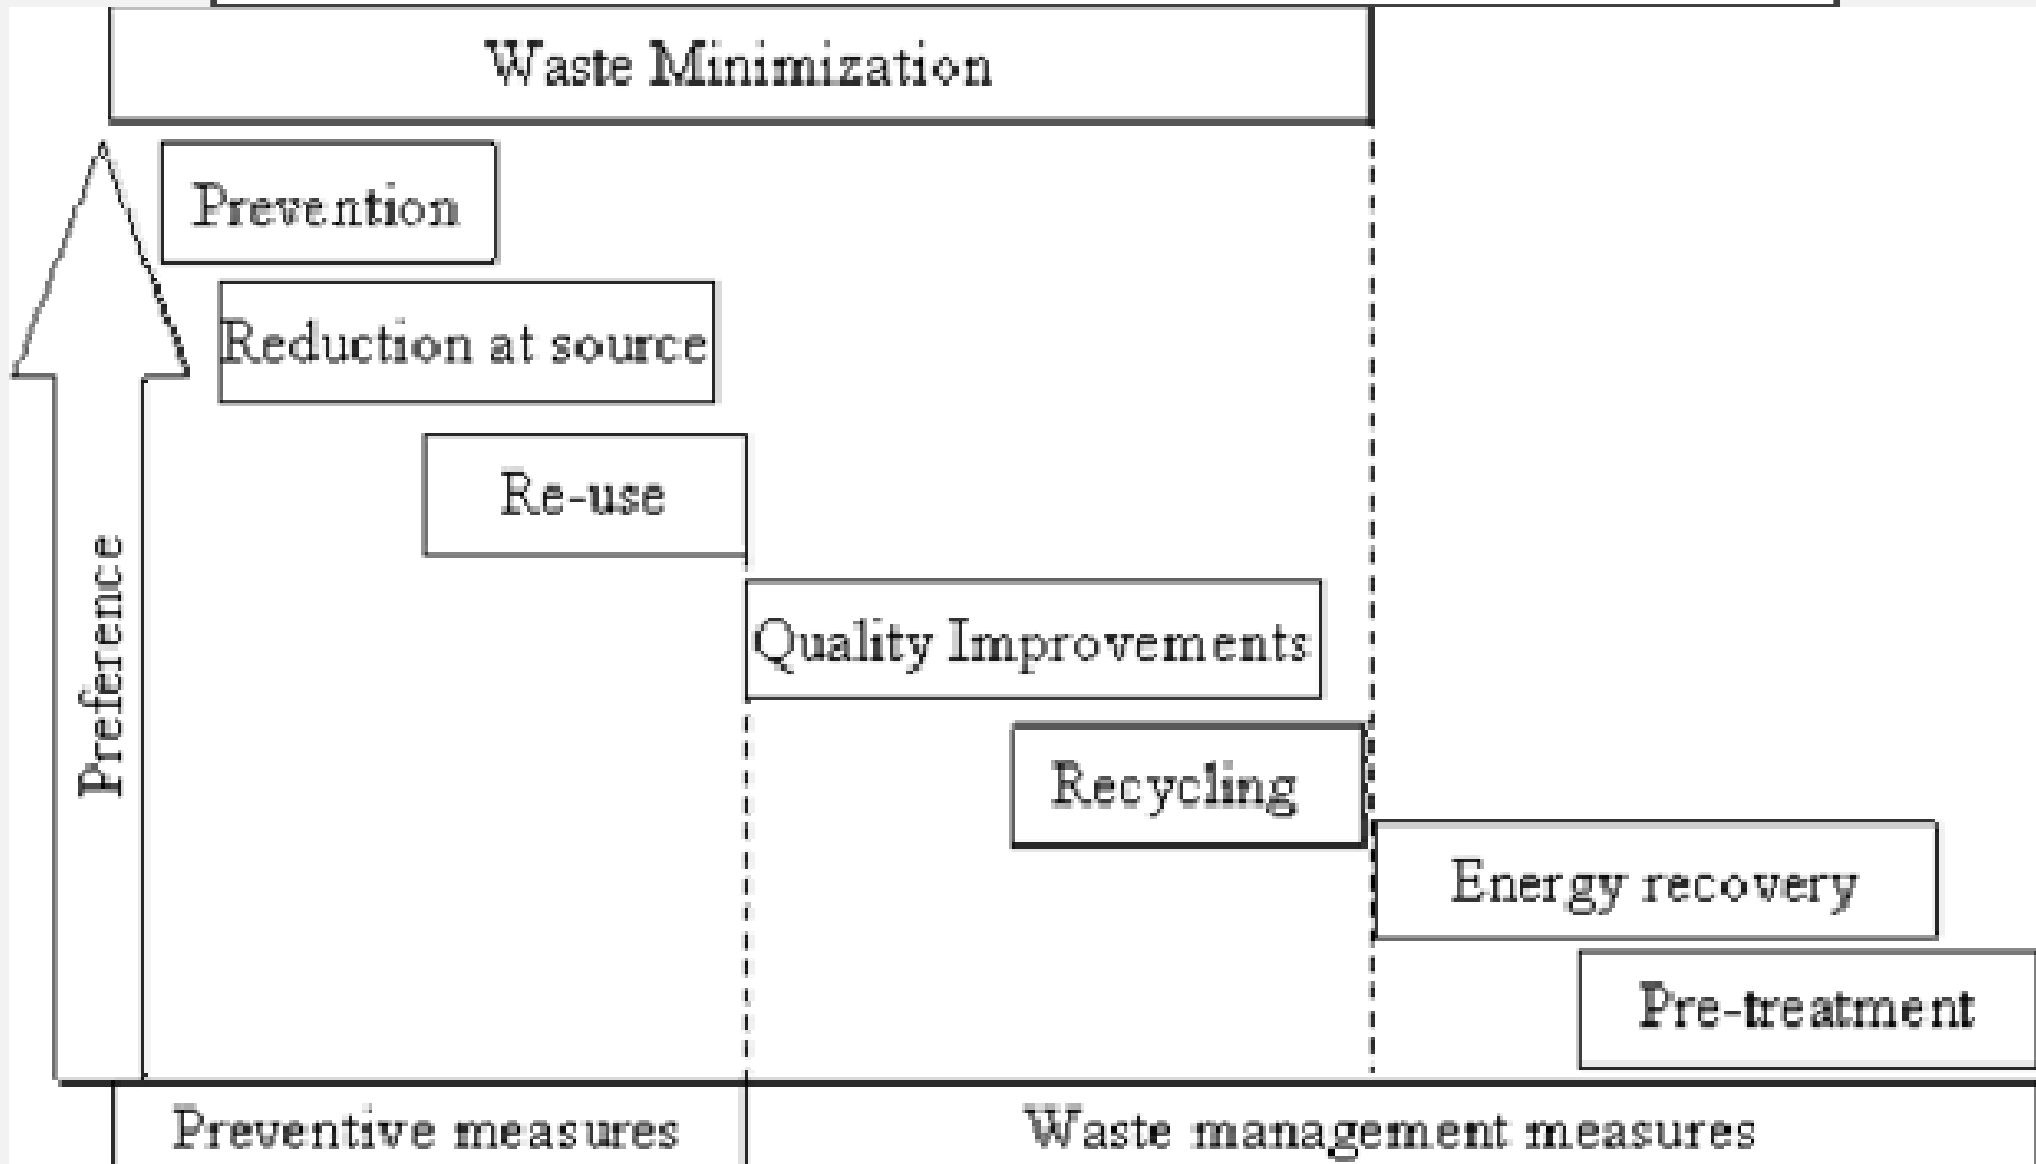 Waste Minimization
Prevention
Reduction at source
Re-use
Quality Improvements
Recycling
Energy recovery
Pre-treatment
Preference
Preventive measures
Waste management measures